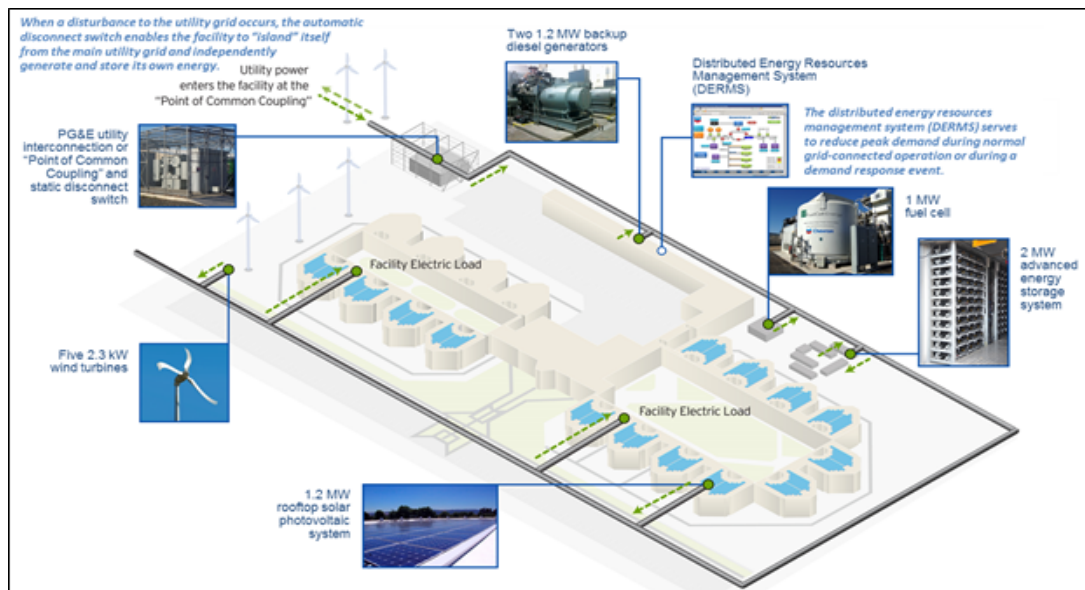 When a disturbance to the utility grid occurs, the automatic
disconnect switch enables the facility to "island" itself
from the main utility grid and independently
generate and store its own energy.
Utility power
enters the facility at the
"Point of Common Coupling"
PG&E utility
interconnection or
"Point of Common
Coupling" and
static disconnect
switch
Two 1.2 MW backup
diesel generators
Distributed Energy Resources
Management System
(DERMS)
The distributed energy resources
management system (DERMS) serves
to reduce peak demand during normal
grid-connected operation or during a
demand response event.
1 MW
fuel cell
2 MW
advanced
energy
storage
system
Facility Electric Load
Five 2.3 kW
wind turbines
Facility Electric Load
1.2 MW
rooftop solar
photovoltaic
system